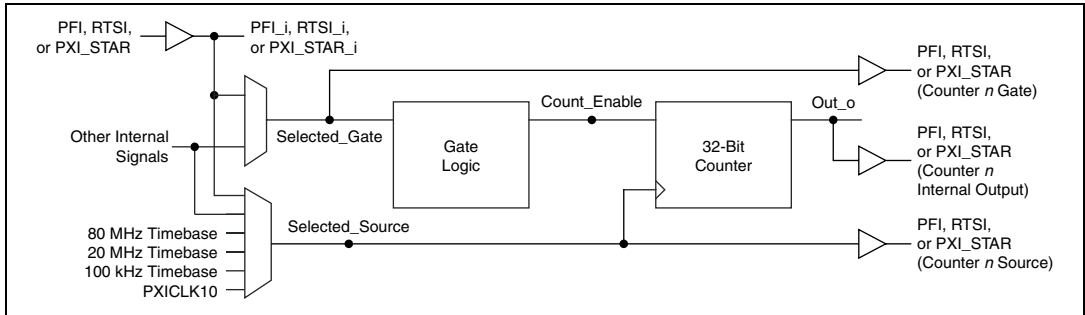 PFI, RTSI,
or PXI_STAR
PFI_i, RTSI_i,
or PXI_STAR_i
PFI, RTSI,
or PXI_STAR
(Counter n Gate)
Count_Enable
Out_o
Other Internal
Signals
Selected_Gate
Gate
Logic
32-Bit
Counter
PFI, RTSI,
or PXI_STAR
(Counter n
Internal Output)
Selected_Source
80 MHz Timebase
20 MHz Timebase
100 kHz Timebase
PXICLK10
PFI, RTSI,
or PXI_STAR
(Counter n Source)